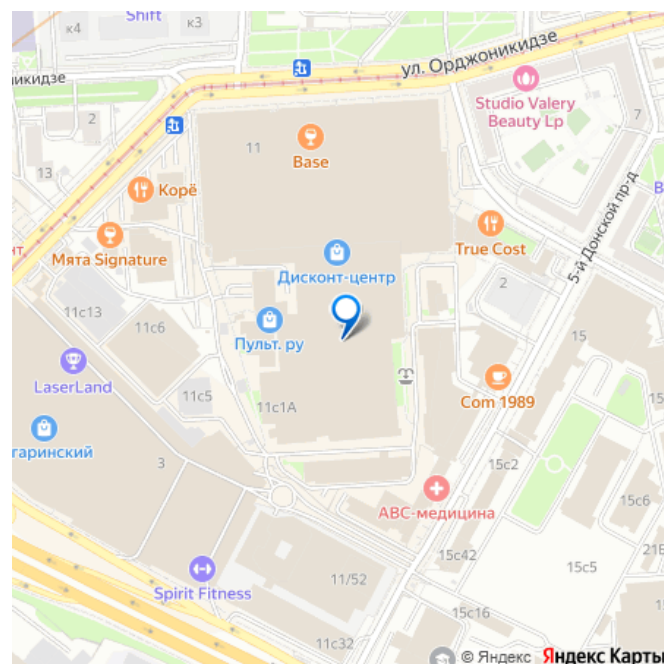 Shift
к4
к3
икидзе
ул. Орджоникидзе
Studio Valery
Beauty Lp
2
7
11
Base
13
Корё
5-й Донской пр-д
В
Мята Signature
нт
True Cost
Дисконт-центр
2
11с13
11с6
Пульт. ру
15
LaserLand
11с5
11с1А
Com 1989
гаринский
3
15с2
15с6
АВС-медицина
15с42
21Б
15с5
11/52
Spirit Fitness
15с16
11с32
© Яндекс Яндекс Карты